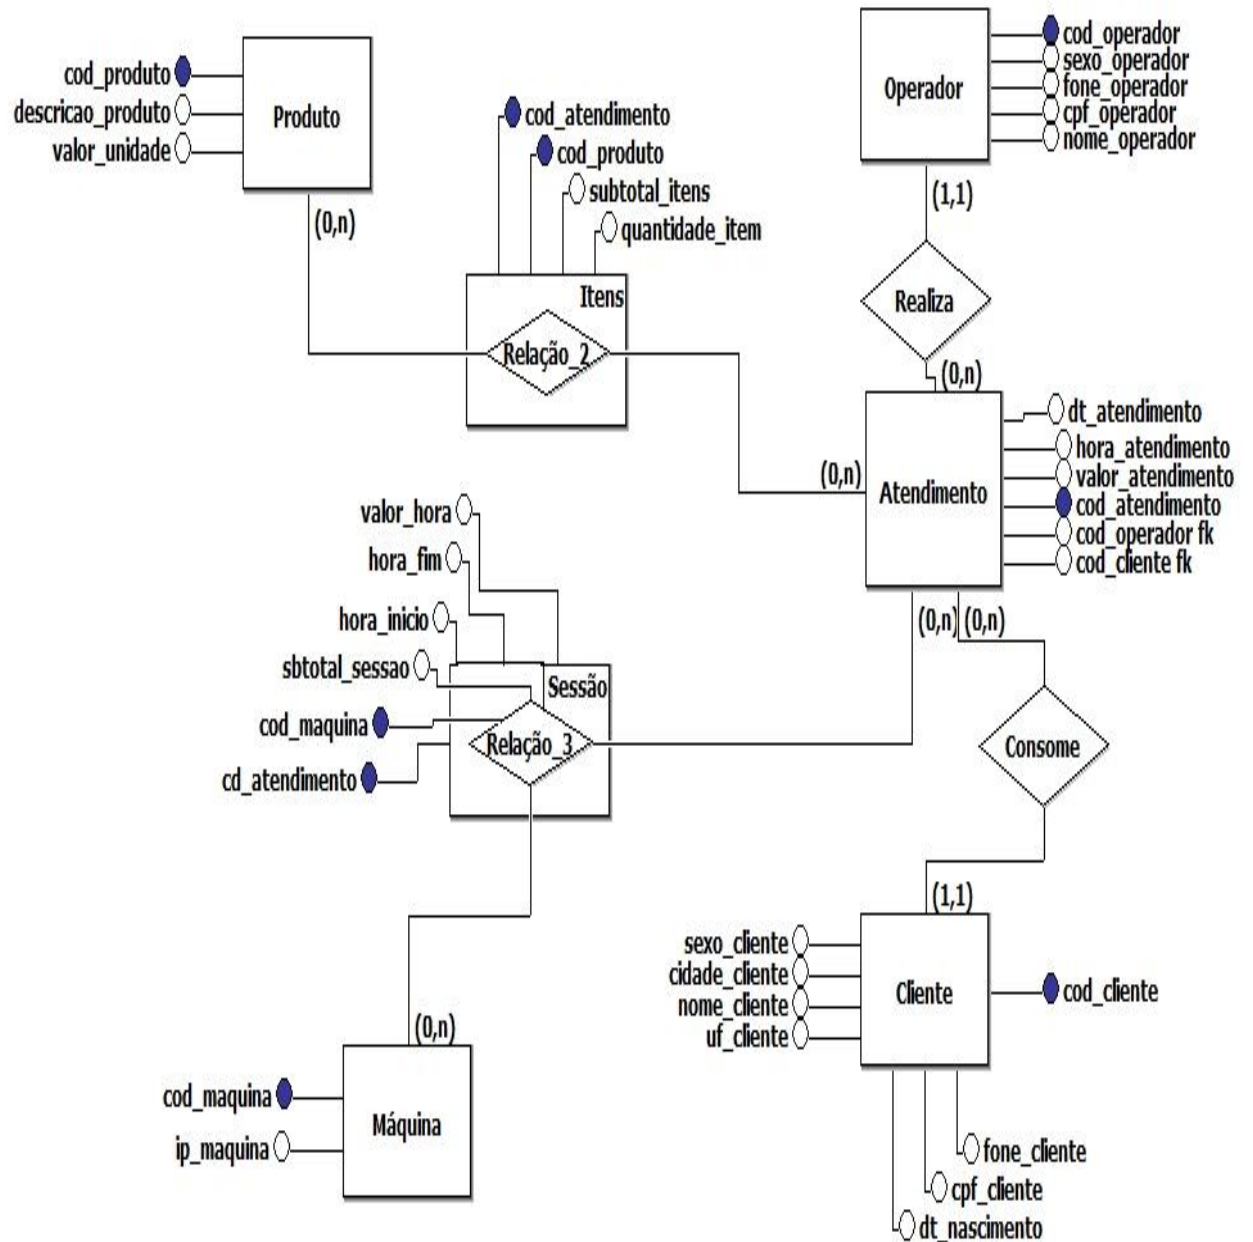 cod_produto
descricao_produto
valor_unidade
Produto
(0,n)
cod_atendimento
cod_produto
subtotal_itens
quantidade_item
Itens
Relação_2
Operador
cod_operador
sexo_operador
fone_operador
cpf_operador
nome_operador
(1,1)
Realiza
(0,n)
Atendimento
dt_atendimento
hora_atendimento
valor_atendimento
cod_atendimento
cod_operador fk
cod_cliente fk
(0,n)
(0,n) (0,n)
valor_hora
hora_fim
hora_inicio
sbtotal_sessao
cod_maquina
cd_atendimento
Sessão
Relação_3
Consome
(1,1)
sexo_cliente
cidade_cliente
nome_cliente
uf_cliente
Cliente
cod_cliente
fone_cliente
cpf_cliente
dt_nascimento
(0,n)
cod_maquina
ip_maquina
Máquina